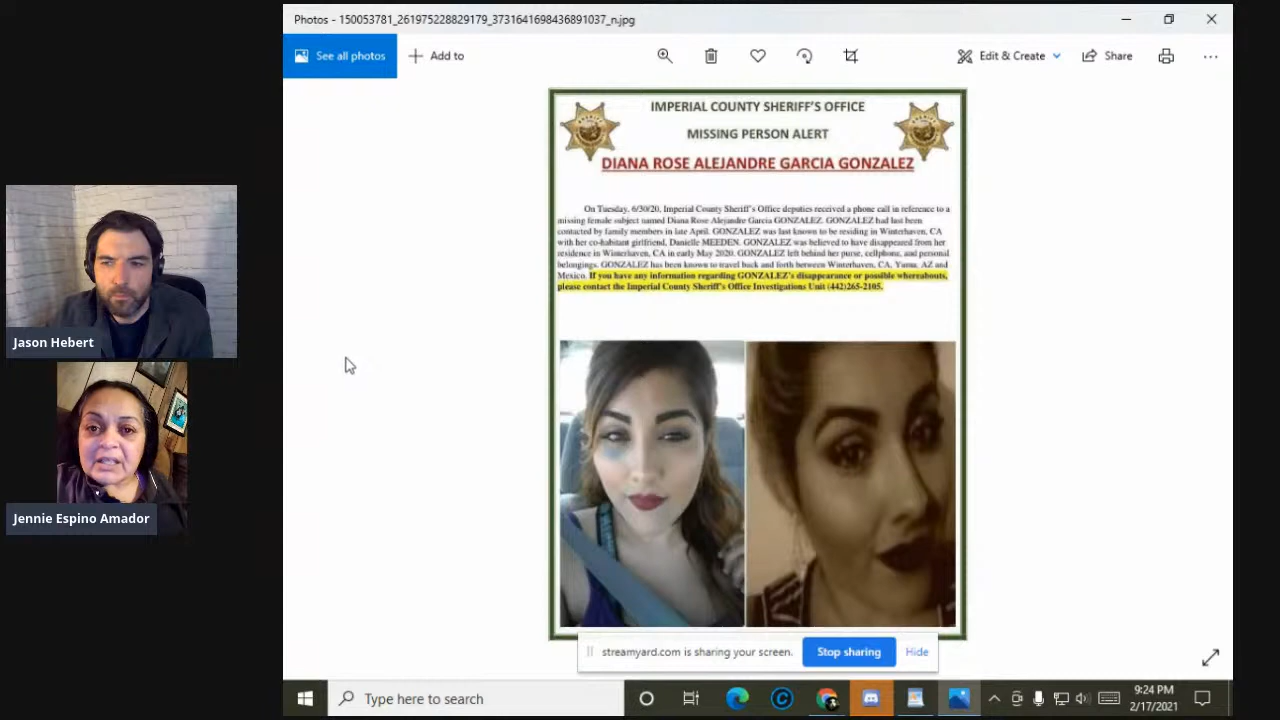 Photos - 150053781_261975228829179_3731641698436891037_n.jpg
See all photos
Add to
Edit & Create
Share
IMPERIAL COUNTY SHERIFF'S OFFICE
MISSING PERSON ALERT
DIANA ROSE ALEJANDRE GARCIA GONZALEZ
On Tuesday, 6/30/20, Imperial County Sheriff's Office deputies received a phone call in reference to a
missing female subject named Diana Rose Alejandre Garcia GONZALEZ. GONZALEZ had last been
contacted by family members in late April. GONZALEZ was last known to be residing in Winterhaven, CA
with her co-habitant girlfriend, Danielle MEEDEN. GONZALEZ was believed to have disappeared from her
residence in Winterhaven, CA in early May 2020. GONZALEZ left behind her purse, cellphone, and personal
belongings. GONZALEZ has been known to travel back and forth between Winterhaven, CA, Yuma, AZ and
Mexico. If you have any information regarding GONZALEZ's disappearance or possible whereabouts,
please contact the Imperial County Sheriff's Office Investigations Unit (442)265-2105.
Jason Hebert
Jennie Espino Amador
streamyard.com is sharing your screen.
Stop sharing
Hide
Type here to search
9:24 PM
2/17/2021